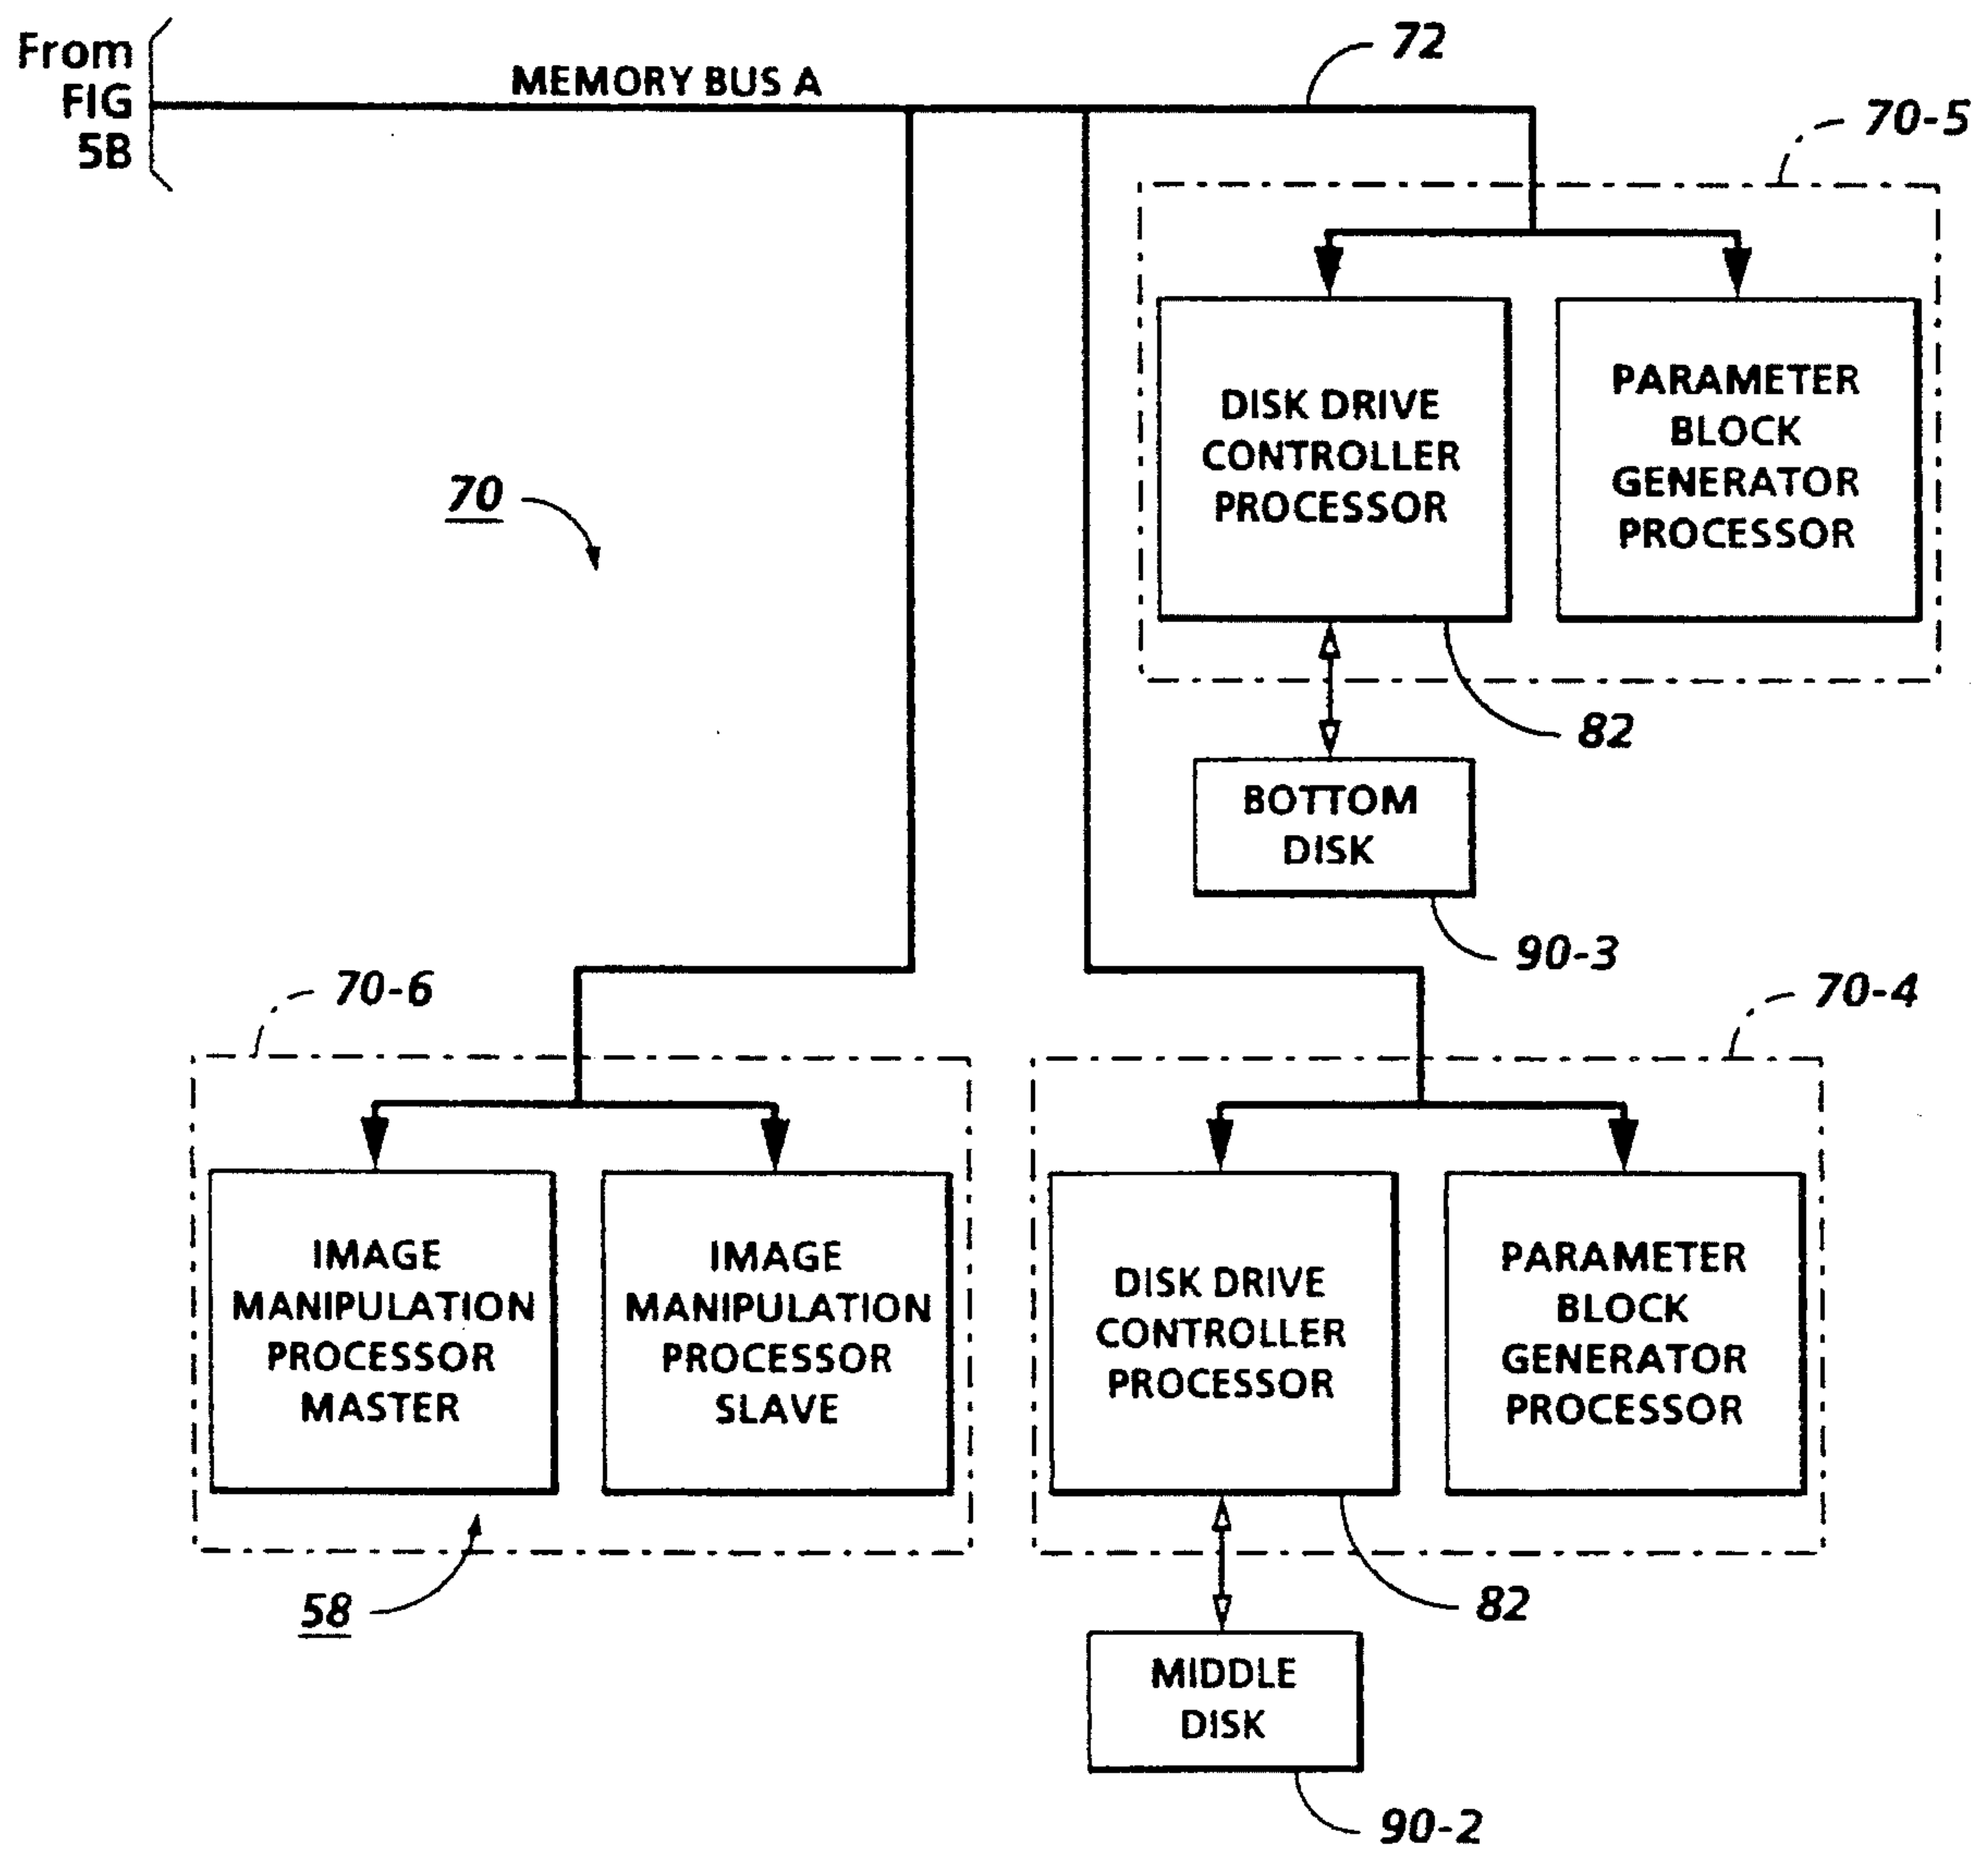 From
FIG
5B
MEMORY BUS A
72
70-5
DISK DRIVE
CONTROLLER
PROCESSOR
PARAMETER
BLOCK
GENERATOR
PROCESSOR
70
82
BOTTOM
DISK
90-3
70-6
70-4
IMAGE
MANIPULATION
PROCESSOR
MASTER
IMAGE
MANIPULATION
PROCESSOR
SLAVE
DISK DRIVE
CONTROLLER
PROCESSOR
PARAMETER
BLOCK
GENERATOR
PROCESSOR
58
82
MIDDLE
DISK
90-2